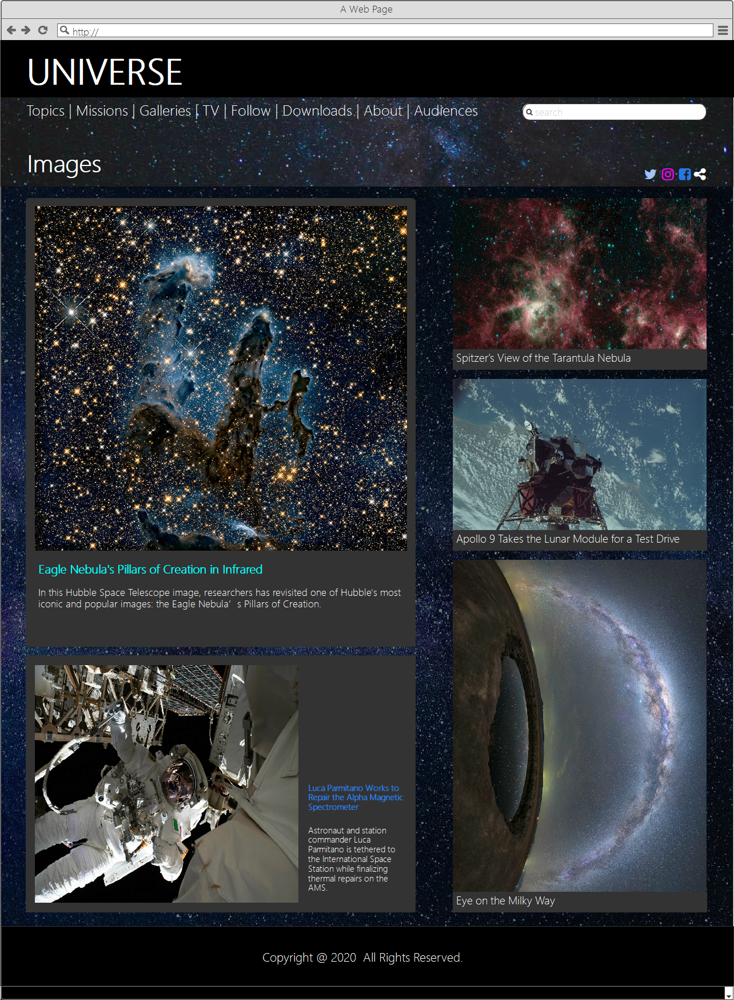 A Web Page
http://
UNIVERSE
Topics | Missions | Galleries | TV | Follow | Downloads | About | Audiences
search
Images
Spitzer's View of the Tarantula Nebula
Apollo 9 Takes the Lunar Module for a Test Drive
Eagle Nebula's Pillars of Creation in Infrared
In this Hubble Space Telescope image, researchers has revisited one of Hubble's most
iconic and popular images: the Eagle Nebula’s Pillars of Creation.
Luca Parmitano Works to
Repair the Alpha Magnetic
Spectrometer
Astronaut and station
commander Luca
Parmitano is tethered to
the International Space
Station while finalizing
thermal repairs on the
AMS.
Eye on the Milky Way
Copyright @ 2020 All Rights Reserved.